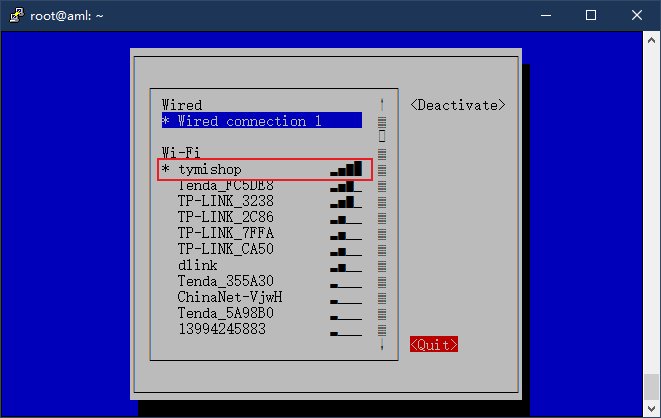 root@aml: ~
Wired
* Wired connection 1
<Deactivate>
Wi-Fi
* tymishop
Tenda_FC5DE8
TP-LINK_3238
TP-LINK_2C86
TP-LINK_7FFA
TP-LINK_CA50
dlink
Tenda_355A30
ChinaNet-VjwH
Tenda_5A98B0
13994245883
<Quit>